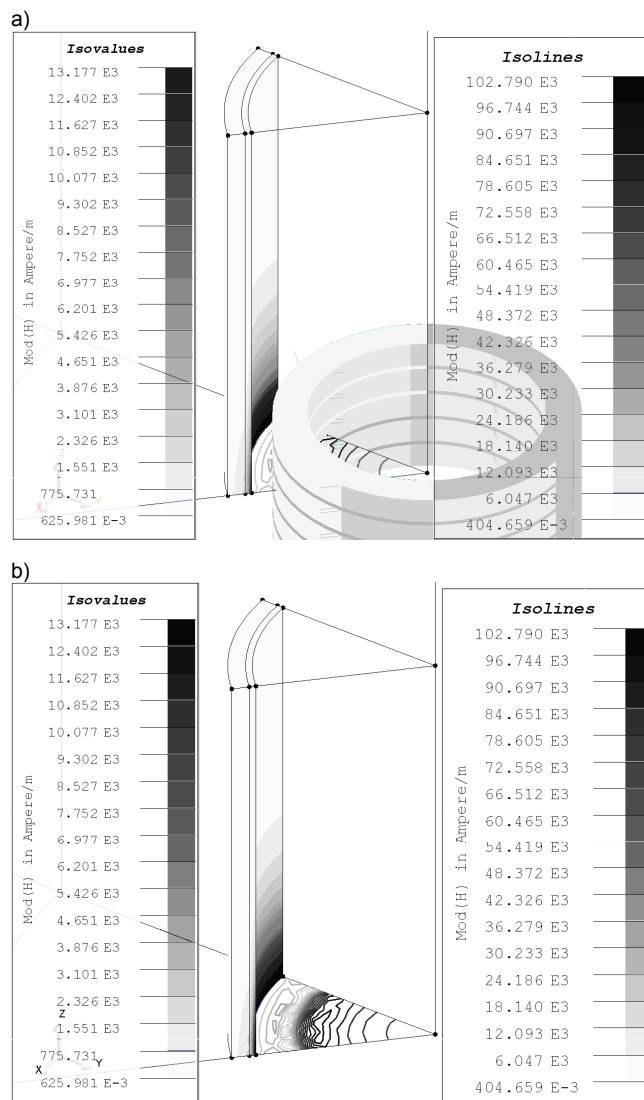 a)
Isovalues
13.177 E3
12.402 E3
11.627 E3
10.852 E3
10.077 E3
9.302 E3
8.527 E3
7.752 E3
6.977 E3
6.201 E3
5.426 E3
4.651 E3
3.876 E3
3.101 E3
2.326 E3
1.551 E3
775.731
625.981 E-3
Mod(H) in Ampere/m
Z
X
Y
Isolines
102.790 E3
96.744 E3
90.697 E3
84.651 E3
78.605 E3
72.558 E3
66.512 E3
60.465 E3
54.419 E3
48.372 E3
42.326 E3
36.279 E3
30.233 E3
24.186 E3
18.140 E3
12.093 E3
6.047 E3
404.659 E-3
Mod(H) in Ampere/m
b)
Isovalues
13.177 E3
12.402 E3
11.627 E3
10.852 E3
10.077 E3
9.302 E3
8.527 E3
7.752 E3
6.977 E3
6.201 E3
5.426 E3
4.651 E3
3.876 E3
3.101 E3
2.326 E3
1.551 E3
775.731
625.981 E-3
Mod(H) in Ampere/m
Z
X
Y
Isolines
102.790 E3
96.744 E3
90.697 E3
84.651 E3
78.605 E3
72.558 E3
66.512 E3
60.465 E3
54.419 E3
48.372 E3
42.326 E3
36.279 E3
30.233 E3
24.186 E3
18.140 E3
12.093 E3
6.047 E3
404.659 E-3
Mod(H) in Ampere/m